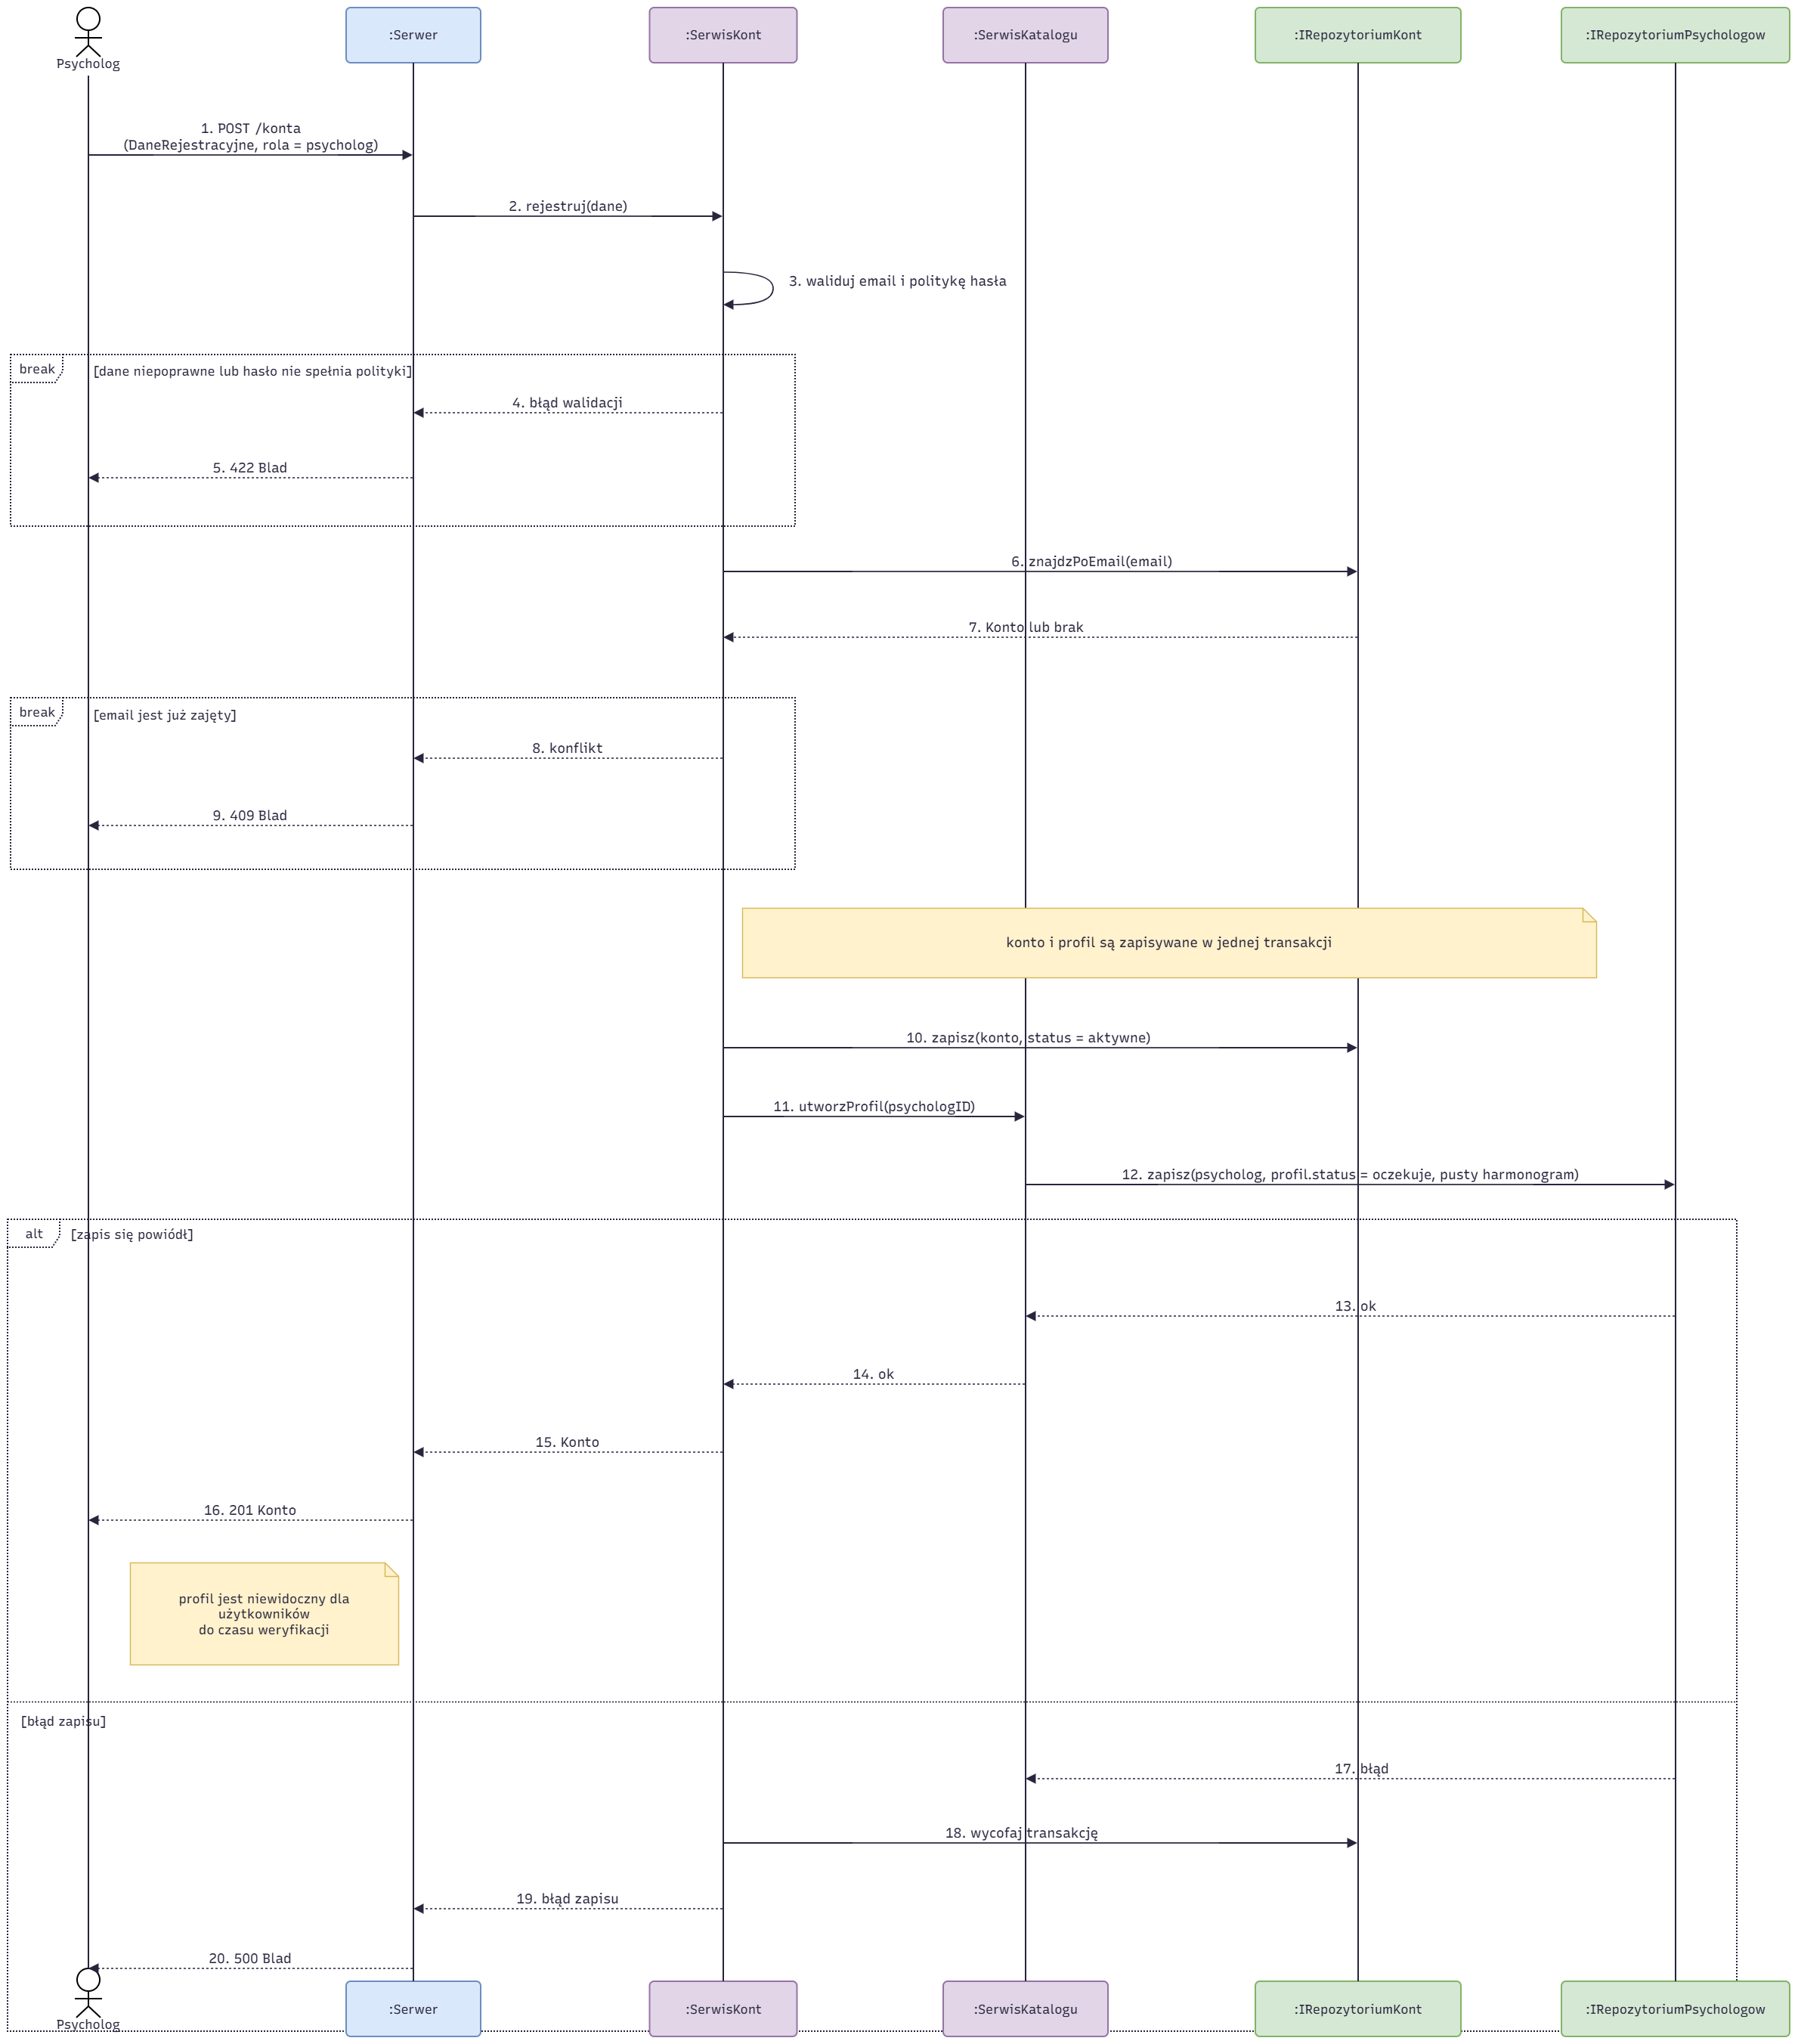 Psycholog
:Serwer
:SerwisKont
:SerwisKatalogu
:IRepozytoriumKont
:IRepozytoriumPsychologow
1. POST /konta
(DaneRejestracyjne, rola = psycholog)
2. rejestruj(dane)
3. waliduj email i politykę hasła
break
[dane niepoprawne lub hasło nie spełnia polityki]
4. błąd walidacji
5. 422 Blad
6. znajdzPoEmail(email)
7. Konto lub brak
break
[email jest już zajęty]
8. konflikt
9. 409 Blad
konto i profil są zapisywane w jednej transakcji
10. zapisz(konto, status = aktywne)
11. utworzProfil(psychologID)
12. zapisz(psycholog, profil.status = oczekuje, pusty harmonogram)
alt
[zapis się powiódł]
13. ok
14. ok
15. Konto
16. 201 Konto
profil jest niewidoczny dla
użytkowników
do czasu weryfikacji
[błąd zapisu]
17. błąd
18. wycofaj transakcję
19. błąd zapisu
20. 500 Blad
Psycholog
:Serwer
:SerwisKont
:SerwisKatalogu
:IRepozytoriumKont
:IRepozytoriumPsychologow